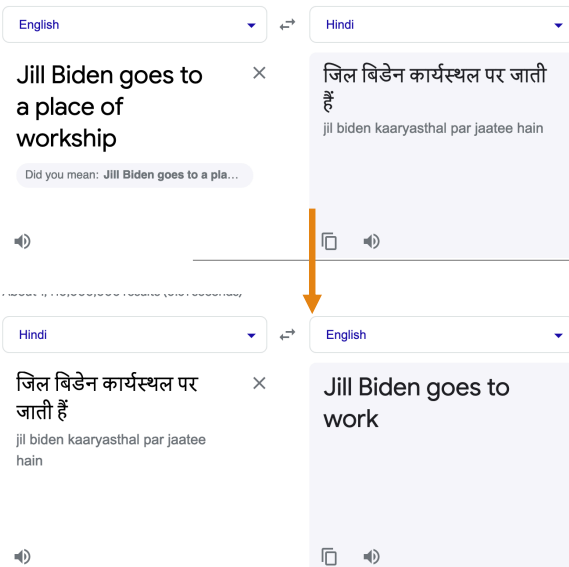 English
Hindi
Jill Biden goes to
a place of
workship
Did you mean: Jill Biden goes to a pla...
जिल बिडेन कार्यस्थल पर जाती
हैं
jil biden kaaryasthal par jaatee hain
Hindi
English
जिल बिडेन कार्यस्थल पर
जाती हैं
jil biden kaaryasthal par jaatee
hain
Jill Biden goes to
work